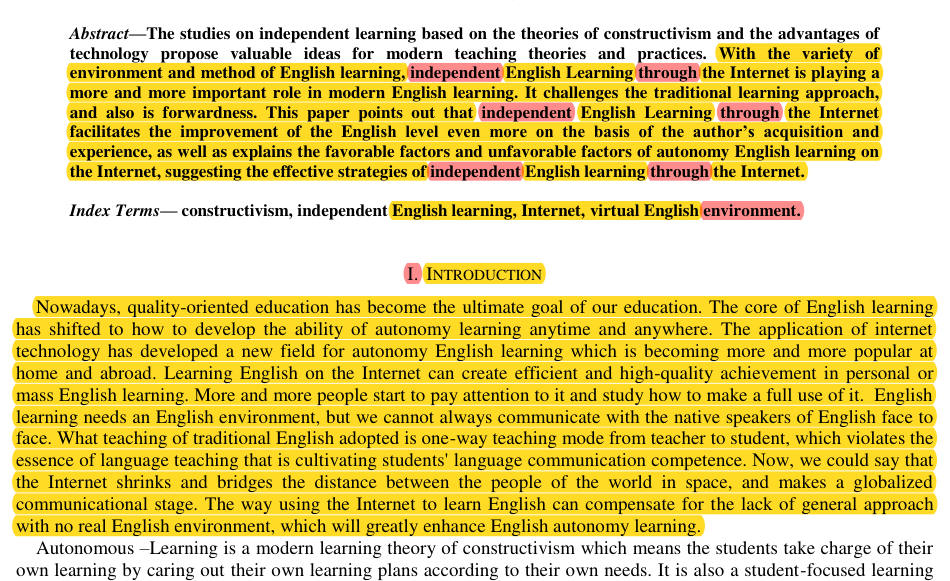 Abstract—The studies on independent learning based on the theories of constructivism and the advantages of
technology propose valuable ideas for modern teaching theories and practices. With the variety of
environment and method of English learning, independent English Learning through the Internet is playing a
more and more important role in modern English learning. It challenges the traditional learning approach,
and also is forwardness. This paper points out that independent English Learning through the Internet
facilitates the improvement of the English level even more on the basis of the author's acquisition and
experience, as well as explains the favorable factors and unfavorable factors of autonomy English learning on
the Internet, suggesting the effective strategies of independent English learning through the Internet.
Index Terms— constructivism, independent English learning, Internet, virtual English environment.
I. INTRODUCTION
Nowadays, quality-oriented education has become the ultimate goal of our education. The core of English learning
has shifted to how to develop the ability of autonomy learning anytime and anywhere. The application of internet
technology has developed a new field for autonomy English learning which is becoming more and more popular at
home and abroad. Learning English on the Internet can create efficient and high-quality achievement in personal or
mass English learning. More and more people start to pay attention to it and study how to make a full use of it. English
learning needs an English environment, but we cannot always communicate with the native speakers of English face to
face. What teaching of traditional English adopted is one-way teaching mode from teacher to student, which violates the
essence of language teaching that is cultivating students' language communication competence. Now, we could say that
the Internet shrinks and bridges the distance between the people of the world in space, and makes a globalized
communicational stage. The way using the Internet to learn English can compensate for the lack of general approach
with no real English environment, which will greatly enhance English autonomy learning.
Autonomous –Learning is a modern learning theory of constructivism which means the students take charge of their
own learning by caring out their own learning plans according to their own needs. It is also a student-focused learning